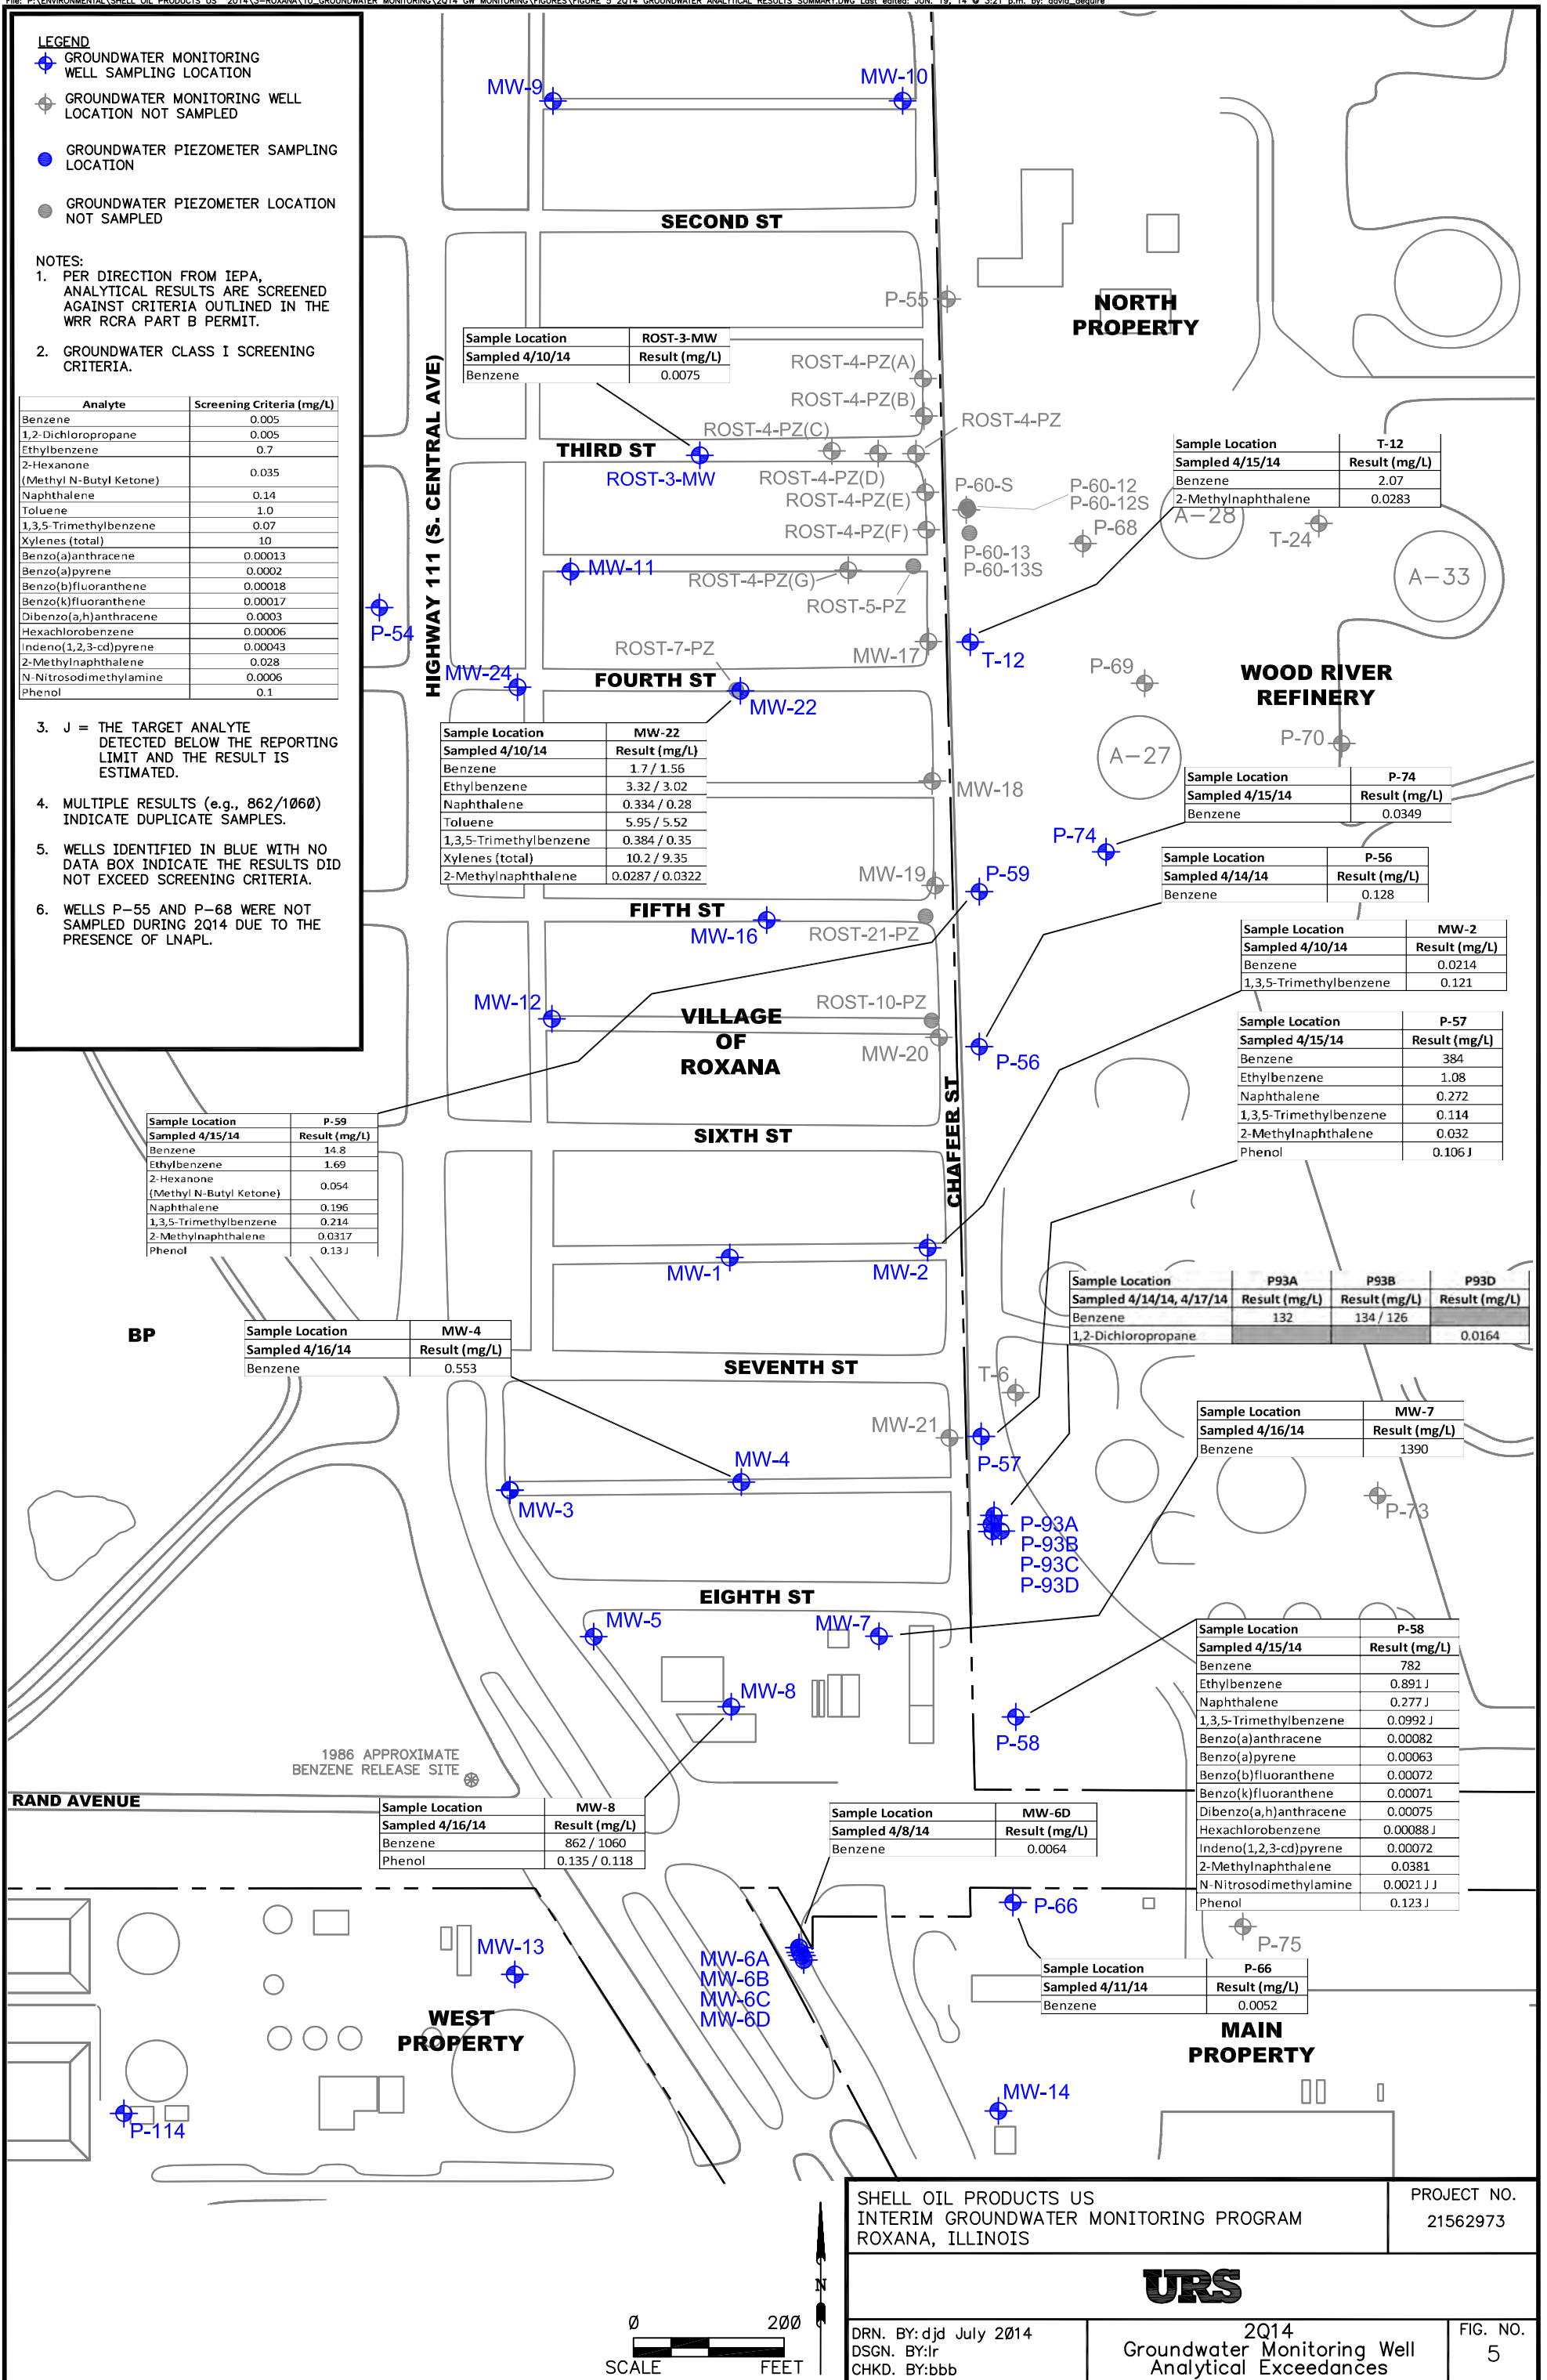 File: P:\ENVIRONMENTAL\SHELL OIL PRODUCTS US 2014\S-ROXANA\10_GROUNDWATER MONITORING\2Q14 GW MONITORING\FIGURES\FIGURE 5 2Q14 GROUNDWATER ANALYTICAL RESULTS SUMMARY.DWG Last edited: JUN. 19, 14 @ 3:21 p.m. by: david_dequire
LEGEND
GROUNDWATER MONITORING
WELL SAMPLING LOCATION
GROUNDWATER MONITORING WELL
LOCATION NOT SAMPLED
GROUNDWATER PIEZOMETER SAMPLING
LOCATION
GROUNDWATER PIEZOMETER LOCATION
NOT SAMPLED
NOTES:
1. PER DIRECTION FROM IEPA,
ANALYTICAL RESULTS ARE SCREENED
AGAINST CRITERIA OUTLINED IN THE
WRR RCRA PART B PERMIT.
2. GROUNDWATER CLASS I SCREENING
CRITERIA.
Analyte Screening Criteria (mg/L)
Benzene 0.005
1,2-Dichloropropane 0.005
Ethylbenzene 0.7
2-Hexanone
(Methyl N-Butyl Ketone) 0.035
Naphthalene 0.14
Toluene 1.0
1,3,5-Trimethylbenzene 0.07
Xylenes (total) 10
Benzo(a)anthracene 0.00013
Benzo(a)pyrene 0.0002
Benzo(b)fluoranthene 0.00018
Benzo(k)fluoranthene 0.00017
Dibenzo(a,h)anthracene 0.0003
Hexachlorobenzene 0.00006
Indeno(1,2,3-cd)pyrene 0.00043
2-Methylnaphthalene 0.028
N-Nitrosodimethylamine 0.0006
Phenol 0.1
3. J = THE TARGET ANALYTE
DETECTED BELOW THE REPORTING
LIMIT AND THE RESULT IS
ESTIMATED.
4. MULTIPLE RESULTS (e.g., 862/1060)
INDICATE DUPLICATE SAMPLES.
5. WELLS IDENTIFIED IN BLUE WITH NO
DATA BOX INDICATE THE RESULTS DID
NOT EXCEED SCREENING CRITERIA.
6. WELLS P-55 AND P-68 WERE NOT
SAMPLED DURING 2Q14 DUE TO THE
PRESENCE OF LNAPL.
MW-9
MW-10
SECOND ST
P-55
NORTH
PROPERTY
HIGHWAY 111 (S. CENTRAL AVE)
Sample Location ROST-3-MW
Sampled 4/10/14 Result (mg/L)
Benzene 0.0075
ROST-4-PZ(A)
ROST-4-PZ(B)
ROST-4-PZ(C)
ROST-4-PZ
THIRD ST
ROST-3-MW
ROST-4-PZ(D)
ROST-4-PZ(E)
ROST-4-PZ(F)
P-60-S
P-60-12
P-60-12S
P-68
P-60-13
P-60-13S
Sample Location T-12
Sampled 4/15/14 Result (mg/L)
Benzene 2.07
2-Methylnaphthalene 0.0283
A-28
T-24
A-33
MW-11
ROST-4-PZ(G)
ROST-5-PZ
P-54
ROST-7-PZ
MW-17
T-12
P-69
MW-24
FOURTH ST
MW-22
WOOD RIVER
REFINERY
P-70
A-27
Sample Location MW-22
Sampled 4/10/14 Result (mg/L)
Benzene 1.7 / 1.56
Ethylbenzene 3.32 / 3.02
Naphthalene 0.334 / 0.28
Toluene 5.95 / 5.52
1,3,5-Trimethylbenzene 0.384 / 0.35
Xylenes (total) 10.2 / 9.35
2-Methylnaphthalene 0.0287 / 0.0322
MW-18
Sample Location P-74
Sampled 4/15/14 Result (mg/L)
Benzene 0.0349
P-74
MW-19
P-59
Sample Location P-56
Sampled 4/14/14 Result (mg/L)
Benzene 0.128
FIFTH ST
MW-16
ROST-21-PZ
Sample Location MW-2
Sampled 4/10/14 Result (mg/L)
Benzene 0.0214
1,3,5-Trimethylbenzene 0.121
MW-12
ROST-10-PZ
VILLAGE
OF
ROXANA
MW-20
P-56
Sample Location P-57
Sampled 4/15/14 Result (mg/L)
Benzene 384
Ethylbenzene 1.08
Naphthalene 0.272
1,3,5-Trimethylbenzene 0.114
2-Methylnaphthalene 0.032
Phenol 0.106 J
CHAFFER ST
Sample Location P-59
Sampled 4/15/14 Result (mg/L)
Benzene 14.8
Ethylbenzene 1.69
2-Hexanone
(Methyl N-Butyl Ketone) 0.054
Naphthalene 0.196
1,3,5-Trimethylbenzene 0.214
2-Methylnaphthalene 0.0317
Phenol 0.13 J
SIXTH ST
MW-1
MW-2
Sample Location P93A P93B P93D
Sampled 4/14/14, 4/17/14 Result (mg/L) Result (mg/L) Result (mg/L)
Benzene 132 134 / 126
1,2-Dichloropropane 0.0164
BP
Sample Location MW-4
Sampled 4/16/14 Result (mg/L)
Benzene 0.553
SEVENTH ST
T-6
MW-21
P-57
Sample Location MW-7
Sampled 4/16/14 Result (mg/L)
Benzene 1390
MW-4
MW-3
P-73
P-93A
P-93B
P-93C
P-93D
EIGHTH ST
MW-5
MW-7
MW-8
P-58
Sample Location P-58
Sampled 4/15/14 Result (mg/L)
Benzene 782
Ethylbenzene 0.891 J
Naphthalene 0.277 J
1,3,5-Trimethylbenzene 0.0992 J
Benzo(a)anthracene 0.00082
Benzo(a)pyrene 0.00063
Benzo(b)fluoranthene 0.00072
Benzo(k)fluoranthene 0.00071
Dibenzo(a,h)anthracene 0.00075
Hexachlorobenzene 0.00088 J
Indeno(1,2,3-cd)pyrene 0.00072
2-Methylnaphthalene 0.0381
N-Nitrosodimethylamine 0.0021 J J
Phenol 0.123 J
1986 APPROXIMATE
BENZENE RELEASE SITE
RAND AVENUE
Sample Location MW-8
Sampled 4/16/14 Result (mg/L)
Benzene 862 / 1060
Phenol 0.135 / 0.118
Sample Location MW-6D
Sampled 4/8/14 Result (mg/L)
Benzene 0.0064
P-66
P-75
MW-13
MW-6A
MW-6B
MW-6C
MW-6D
Sample Location P-66
Sampled 4/11/14 Result (mg/L)
Benzene 0.0052
WEST
PROPERTY
MAIN
PROPERTY
MW-14
P-114
SHELL OIL PRODUCTS US
INTERIM GROUNDWATER MONITORING PROGRAM
ROXANA, ILLINOIS
PROJECT NO.
21562973
URS
N
0 200
SCALE FEET
DRN. BY:djd July 2014
DSGN. BY:lr
CHKD. BY:bbb
2Q14
Groundwater Monitoring Well
Analytical Exceedances
FIG. NO.
5